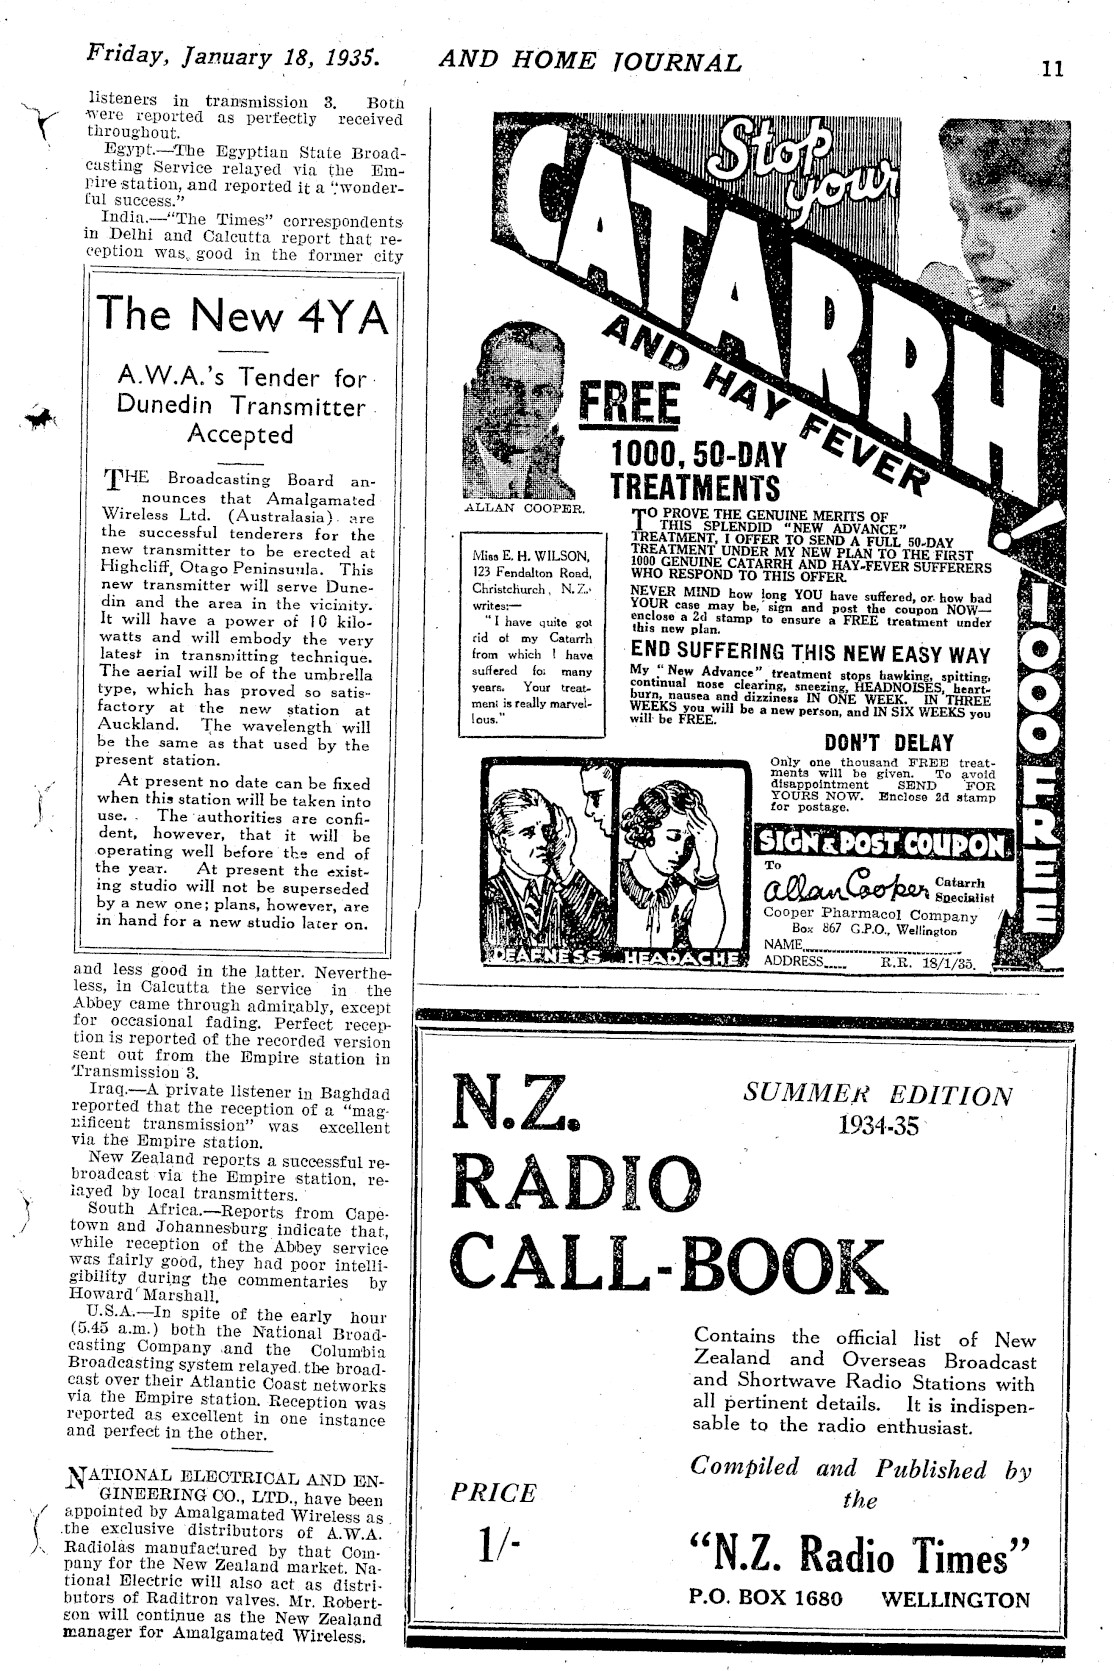 Friday, January 18, 1935.
AND HOME JOURNAL
11
listeners in transmission 3. Both
were reported as perfectly received
throughout.
Egypt.—The Egyptian State Broad-
casting Service relayed via the Em-
pire station, and reported it a "wonder-
ful success."
India.—"The Times" correspondents
in Delhi and Calcutta report that re-
ception was good in the former city
The New 4YA
A.W.A.'s Tender for
Dunedin Transmitter
Accepted
THE Broadcasting Board an-
nounces that Amalgamated
Wireless Ltd. (Australasia) are
the successful tenderers for the
new transmitter to be erected at
Highcliff, Otago Peninsula. This
new transmitter will serve Dune-
din and the area in the vicinity.
It will have a power of 10 kilo-
watts and will embody the very
latest in transmitting technique.
The aerial will be of the umbrella
type, which has proved so satis-
factory at the new station at
Auckland. The wavelength will
be the same as that used by the
present station.
At present no date can be fixed
when this station will be taken into
use. The authorities are confi-
dent, however, that it will be
operating well before the end of
the year. At present the exist-
ing studio will not be superseded
by a new one; plans, however, are
in hand for a new studio later on.
and less good in the latter. Neverthe-
less, in Calcutta the service in the
Abbey came through admirably, except
for occasional fading. Perfect recep-
tion is reported of the recorded version
sent out from the Empire station in
Transmission 3.
Iraq.—A private listener in Baghdad
reported that the reception of a "mag-
nificent transmission" was excellent
via the Empire station.
New Zealand reports a successful re-
broadcast via the Empire station, re-
layed by local transmitters.
South Africa.—Reports from Cape-
town and Johannesburg indicate that,
while reception of the Abbey service
was fairly good, they had poor intelli-
gibility during the commentaries by
Howard Marshall.
U.S.A.—In spite of the early hour
(5.45 a.m.) both the National Broad-
casting Company and the Columbia
Broadcasting system relayed the broad-
cast over their Atlantic Coast networks
via the Empire station. Reception was
reported as excellent in one instance
and perfect in the other.
NATIONAL ELECTRICAL AND EN-
GINEERING CO., LTD., have been
appointed by Amalgamated Wireless as
the exclusive distributors of A.W.A.
Radiolas manufactured by that Com-
pany for the New Zealand market. Na-
tional Electric will also act as distri-
butors of Raditron valves. Mr. Robert-
son will continue as the New Zealand
manager for Amalgamated Wireless.
Stop
your
CATARRH!
AND HAY FEVER
FREE
1000, 50-DAY
TREATMENTS
ALLAN COOPER.
TO PROVE THE GENUINE MERITS OF
THIS SPLENDID "NEW ADVANCE"
TREATMENT, I OFFER TO SEND A FULL 50-DAY
TREATMENT UNDER MY NEW PLAN TO THE FIRST
1000 GENUINE CATARRH AND HAY-FEVER SUFFERERS
WHO RESPOND TO THIS OFFER.
NEVER MIND how long YOU have suffered, or how bad
YOUR case may be, sign and post the coupon NOW—
enclose a 2d stamp to ensure a FREE treatment under
this new plan.
END SUFFERING THIS NEW EASY WAY
My "New Advance" treatment stops hawking, spitting,
continual nose clearing, sneezing, HEADNOISES, heart-
burn, nausea and dizziness IN ONE WEEK. IN THREE
WEEKS you will be a new person, and IN SIX WEEKS you
will be FREE.
Miss E. H. WILSON,
123 Fendalton Road,
Christchurch, N.Z.,
writes:—
"I have quite got
rid of my Catarrh
from which I have
suffered for many
years. Your treat-
ment is really marvel-
lous."
DON'T DELAY
Only one thousand FREE treat-
ments will be given. To avoid
disappointment SEND FOR
YOURS NOW. Enclose 2d stamp
for postage.
1000 FREE
DEAFNESS
HEADACHE
SIGN & POST COUPON
To
Allan Cooper Catarrh
Specialist
Cooper Pharmacol Company
Box 867 G.P.O., Wellington
NAME
ADDRESS R.R. 18/1/35.
N.Z.
RADIO
CALL-BOOK
SUMMER EDITION
1934-35
Contains the official list of New
Zealand and Overseas Broadcast
and Shortwave Radio Stations with
all pertinent details. It is indispen-
sable to the radio enthusiast.
Compiled and Published by
the
PRICE
1/-
"N.Z. Radio Times"
P.O. BOX 1680 WELLINGTON